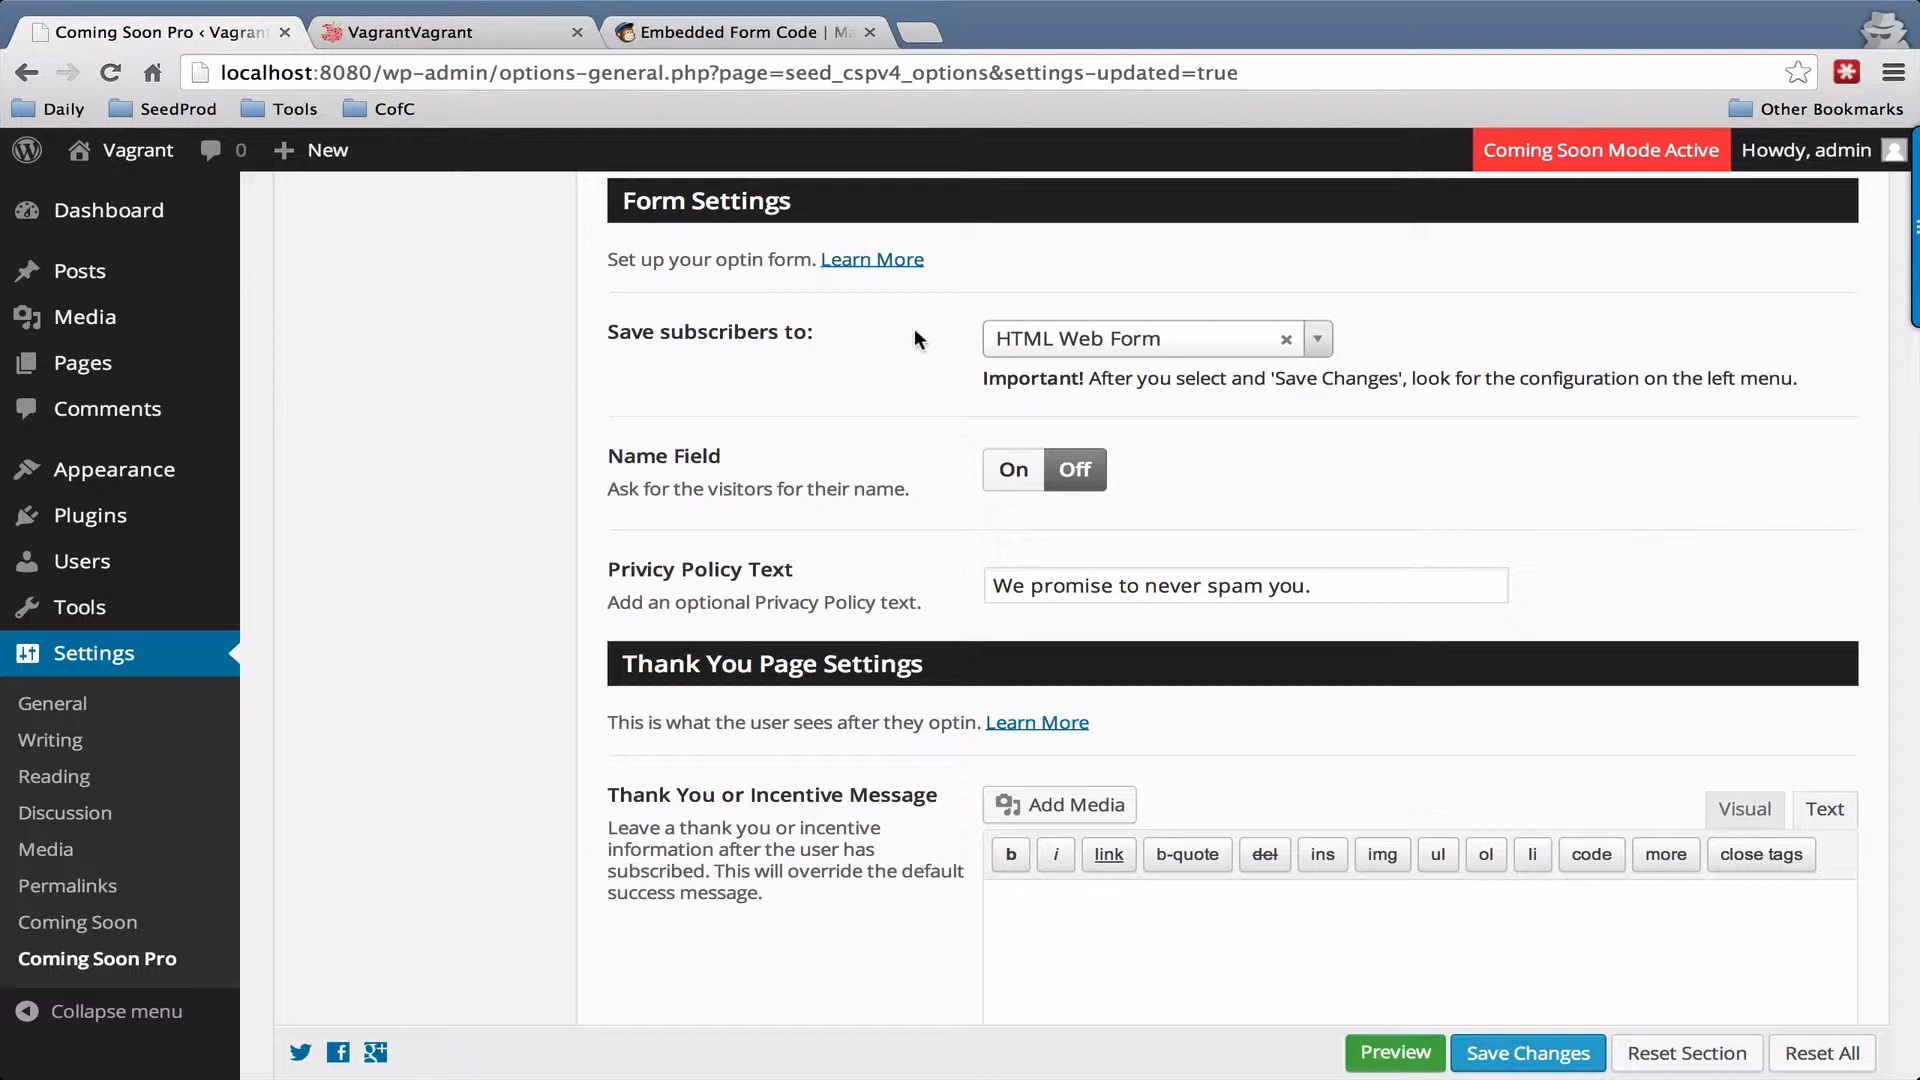 Coming Soon Pro ‹ Vagran
VagrantVagrant
Embedded Form Code | Ma
localhost:8080/wp-admin/options-general.php?page=seed_cspv4_options&settings-updated=true
Daily
SeedProd
Tools
CofC
Other Bookmarks
Vagrant
0
New
Coming Soon Mode Active
Howdy, admin
Dashboard
Posts
Media
Pages
Comments
Appearance
Plugins
Users
Tools
Settings
General
Writing
Reading
Discussion
Media
Permalinks
Coming Soon
Coming Soon Pro
Collapse menu
Form Settings
Set up your optin form. Learn More
Save subscribers to:
HTML Web Form
Important! After you select and 'Save Changes', look for the configuration on the left menu.
Name Field
Ask for the visitors for their name.
On
Off
Privicy Policy Text
Add an optional Privacy Policy text.
We promise to never spam you.
Thank You Page Settings
This is what the user sees after they optin. Learn More
Thank You or Incentive Message
Leave a thank you or incentive
information after the user has
subscribed. This will override the default
success message.
Add Media
Visual
Text
b
i
link
b-quote
del
ins
img
ul
ol
li
code
more
close tags
Preview
Save Changes
Reset Section
Reset All